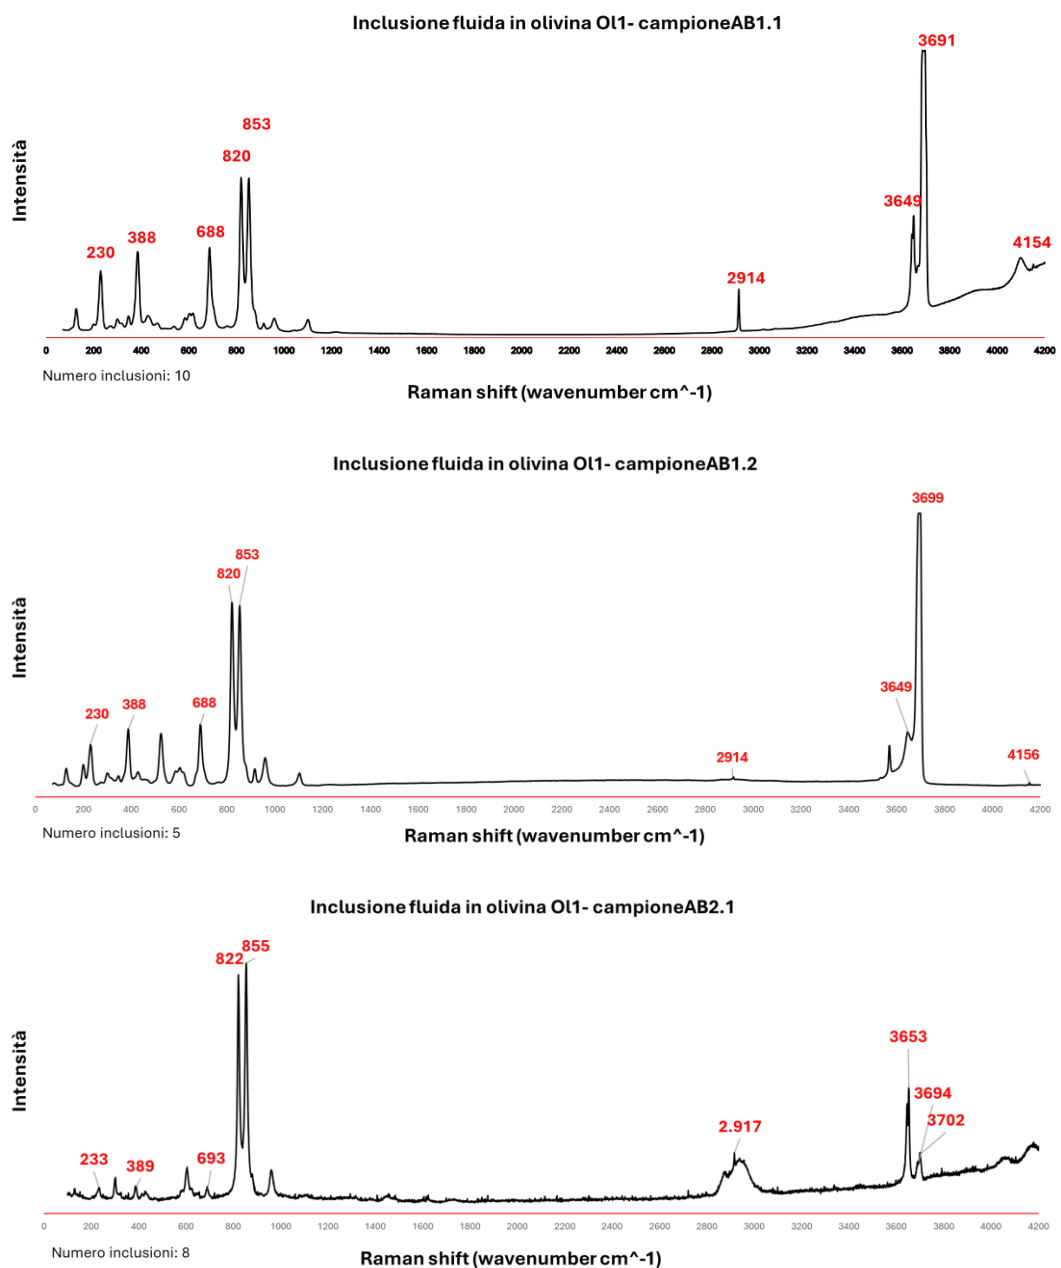 Inclusione fluida in olivina Ol1- campioneAB1.1
3691
853
820
3649
688
388
4154
230
2914
Intensità
0 200 400 600 800 1000 1200 1400 1600 1800 2000 2200 2400 2600 2800 3000 3200 3400 3600 3800 4000 4200
Numero inclusioni: 10
Raman shift (wavenumber cm^-1)
Inclusione fluida in olivina Ol1- campioneAB1.2
3699
853
820
3649
388
688
230
2914
4156
Intensità
0 200 400 600 800 1000 1200 1400 1600 1800 2000 2200 2400 2600 2800 3000 3200 3400 3600 3800 4000 4200
Numero inclusioni: 5
Raman shift (wavenumber cm^-1)
Inclusione fluida in olivina Ol1- campioneAB2.1
855
822
3653
3694
3702
2.917
233
389
693
Intensità
0 200 400 600 800 1000 1200 1400 1600 1800 2000 2200 2400 2600 2800 3000 3200 3400 3600 3800 4000 4200
Numero inclusioni: 8
Raman shift (wavenumber cm^-1)